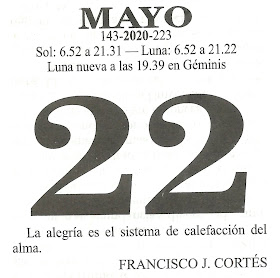 MAYO
143-2020-223
Sol: 6.52 a 21.31 — Luna: 6.52 a 21.22
Luna nueva a las 19.39 en Géminis
22
La alegría es el sistema de calefacción del
alma.
FRANCISCO J. CORTÉS